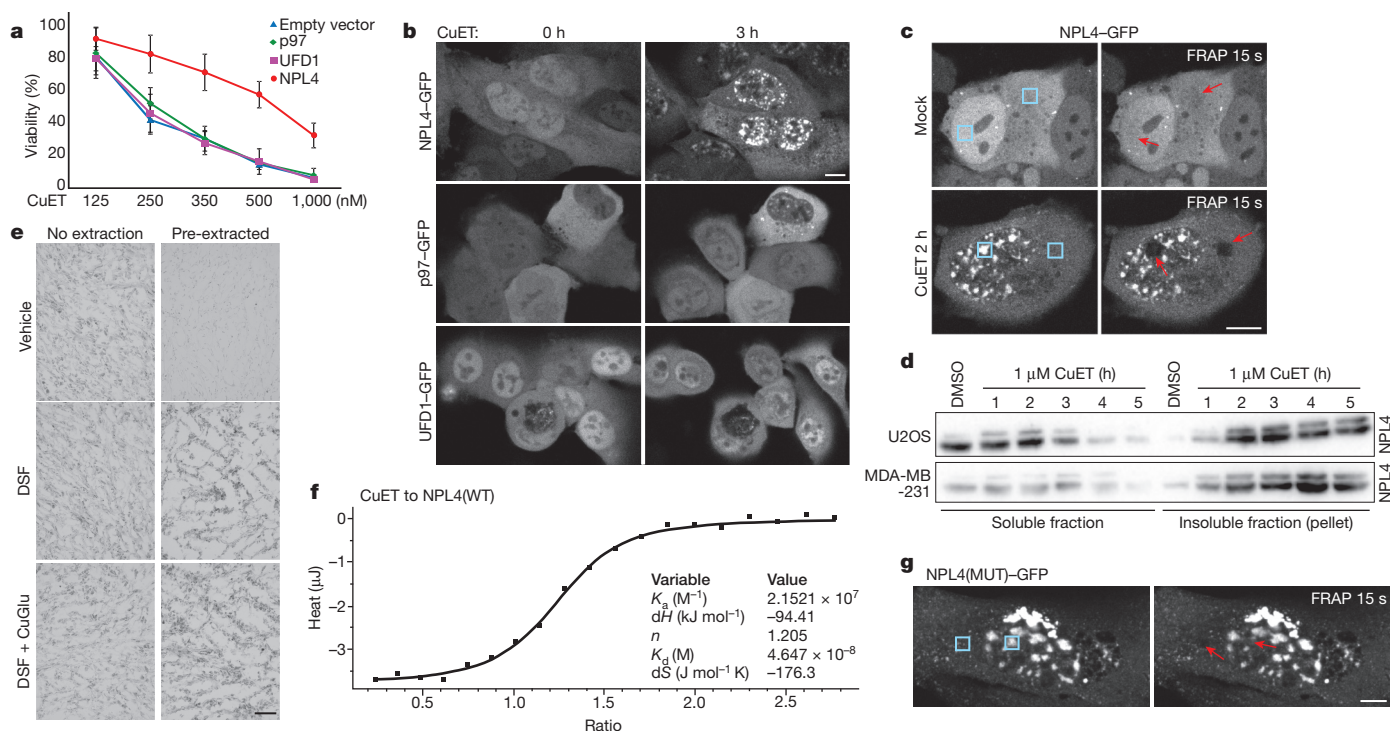 a
100
80
60
40
20
0
Viability (%)
Empty vector
p97
UFD1
NPL4
CuET 125 250 350 500 1,000 (nM)
b
CuET: 0 h 3 h
NPL4–GFP
p97–GFP
UFD1–GFP
c
NPL4–GFP
FRAP 15 s
Mock
FRAP 15 s
CuET 2 h
d
DMSO
1 μM CuET (h)
1 2 3 4 5
DMSO
1 μM CuET (h)
1 2 3 4 5
U2OS
NPL4
MDA-MB
-231
NPL4
Soluble fraction
Insoluble fraction (pellet)
e
No extraction Pre-extracted
Vehicle
DSF
DSF + CuGlu
f
CuET to NPL4(WT)
0
−1
−2
−3
Heat (μJ)
Variable Value
Ka (M⁻¹) 2.1521 × 10⁷
dH (kJ mol⁻¹) −94.41
n 1.205
Kd (M) 4.647 × 10⁻⁸
dS (J mol⁻¹ K) −176.3
0.5 1.0 1.5 2.0 2.5
Ratio
g
NPL4(MUT)–GFP
FRAP 15 s